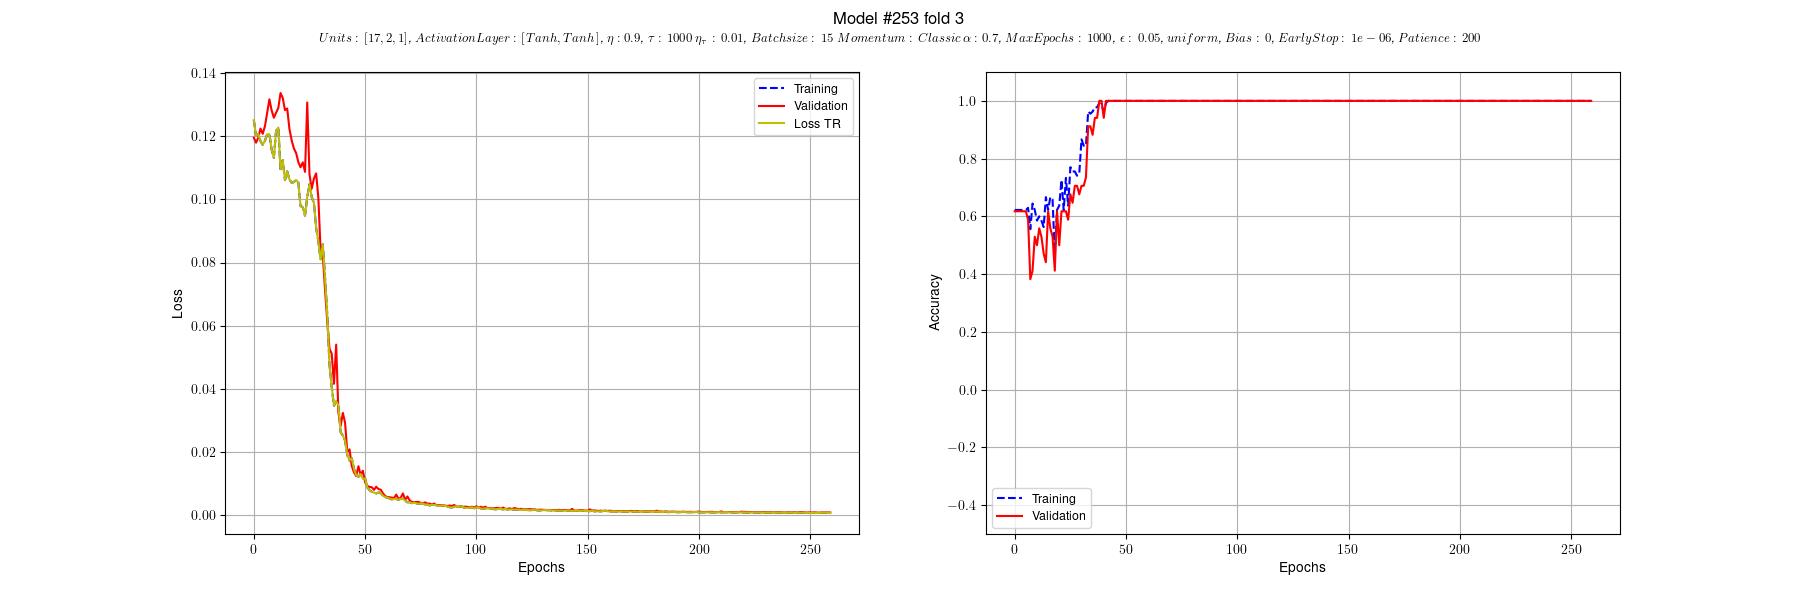 Model #253 fold 3
Units : [17, 2, 1], ActivationLayer : [Tanh, Tanh], η : 0.9, τ : 1000 ητ : 0.01, Batchsize : 15 Momentum : Classic α : 0.7, MaxEpochs : 1000, ϵ : 0.05, uniform, Bias : 0, EarlyStop : 1e − 06, Patience : 200
0.14
0.12
0.10
0.08
0.06
0.04
0.02
0.00
Loss
0 50 100 150 200 250
Epochs
Training
Validation
Loss TR
1.0
0.8
0.6
0.4
0.2
0.0
−0.2
−0.4
Accuracy
Training
Validation
0 50 100 150 200 250
Epochs